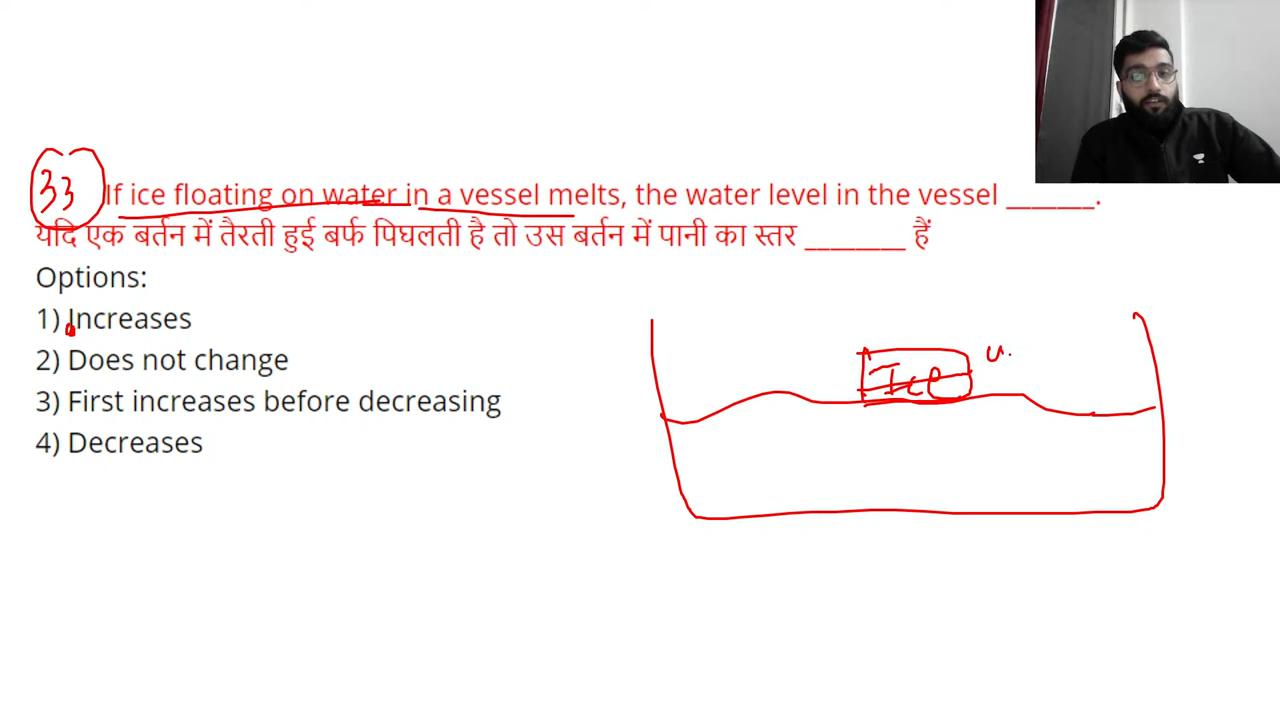 33 If ice floating on water in a vessel melts, the water level in the vessel _______.
यदि एक बर्तन में तैरती हुई बर्फ पिघलती है तो उस बर्तन में पानी का स्तर ________ हैं
Options:
1) Increases
2) Does not change
3) First increases before decreasing
4) Decreases
Ice